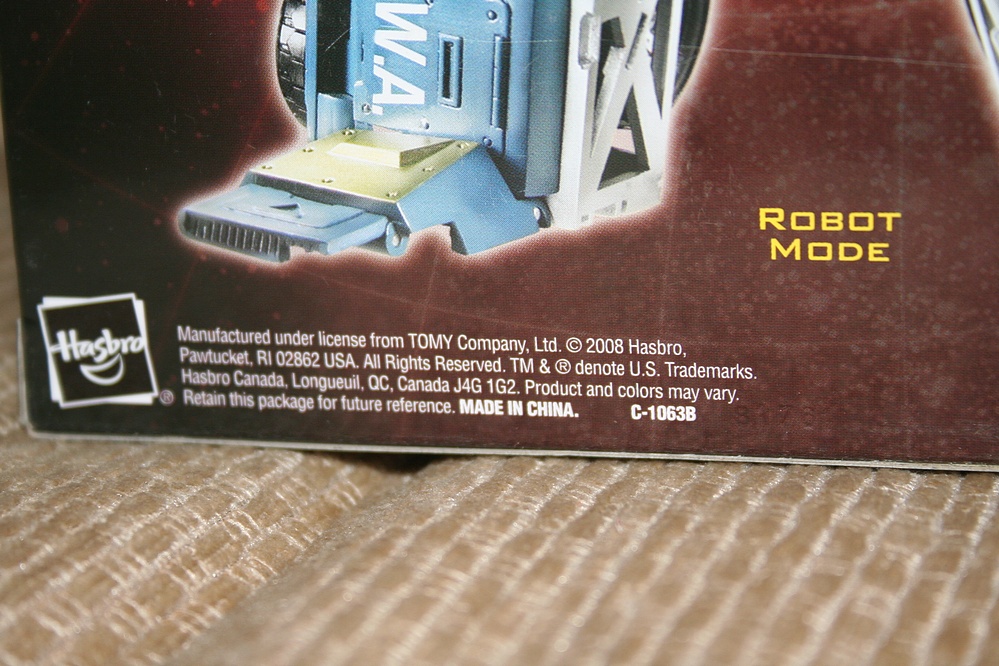 W.A.
ROBOT
MODE
Hasbro
®
Manufactured under license from TOMY Company, Ltd. © 2008 Hasbro,
Pawtucket, RI 02862 USA. All Rights Reserved. TM & ® denote U.S. Trademarks.
Hasbro Canada, Longueuil, QC, Canada J4G 1G2. Product and colors may vary.
Retain this package for future reference. MADE IN CHINA. C-1063B